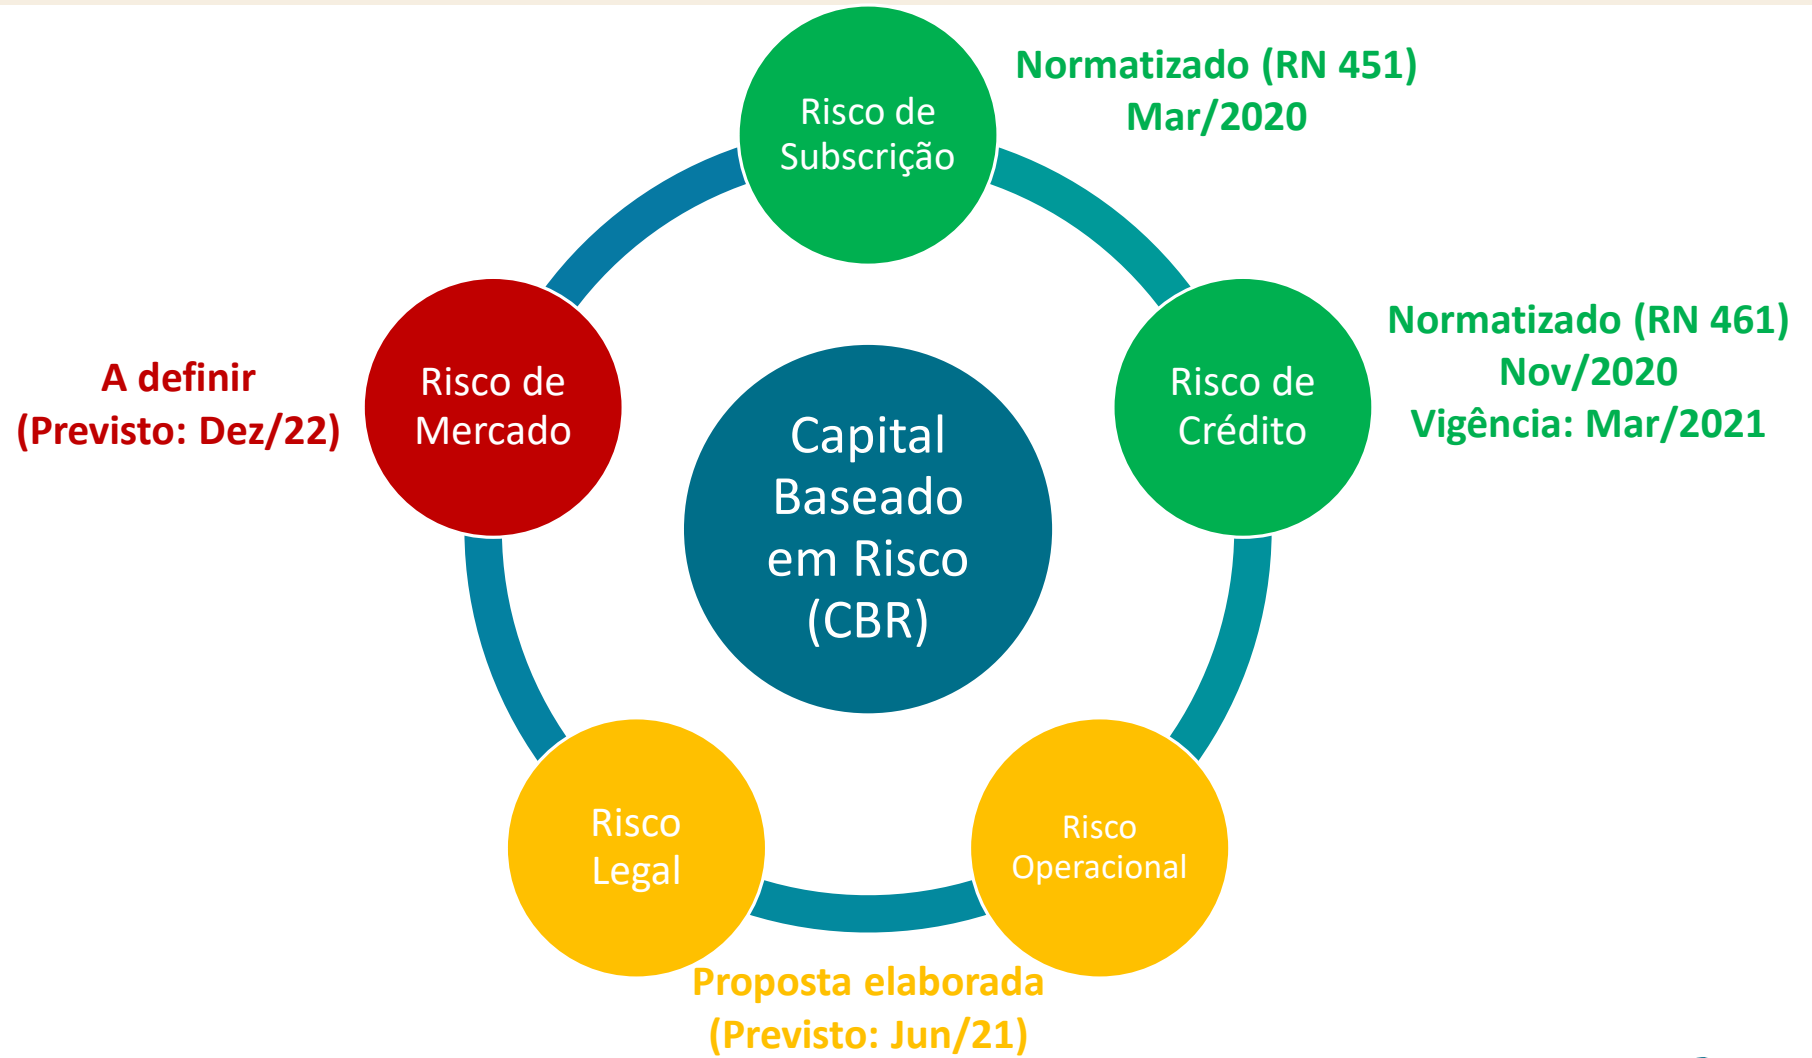 Risco de
Subscrição
Normatizado (RN 451)
Mar/2020
Risco de
Crédito
Normatizado (RN 461)
Nov/2020
Vigência: Mar/2021
A definir
(Previsto: Dez/22)
Risco de
Mercado
Capital
Baseado
em Risco
(CBR)
Risco
Legal
Risco
Operacional
Proposta elaborada
(Previsto: Jun/21)